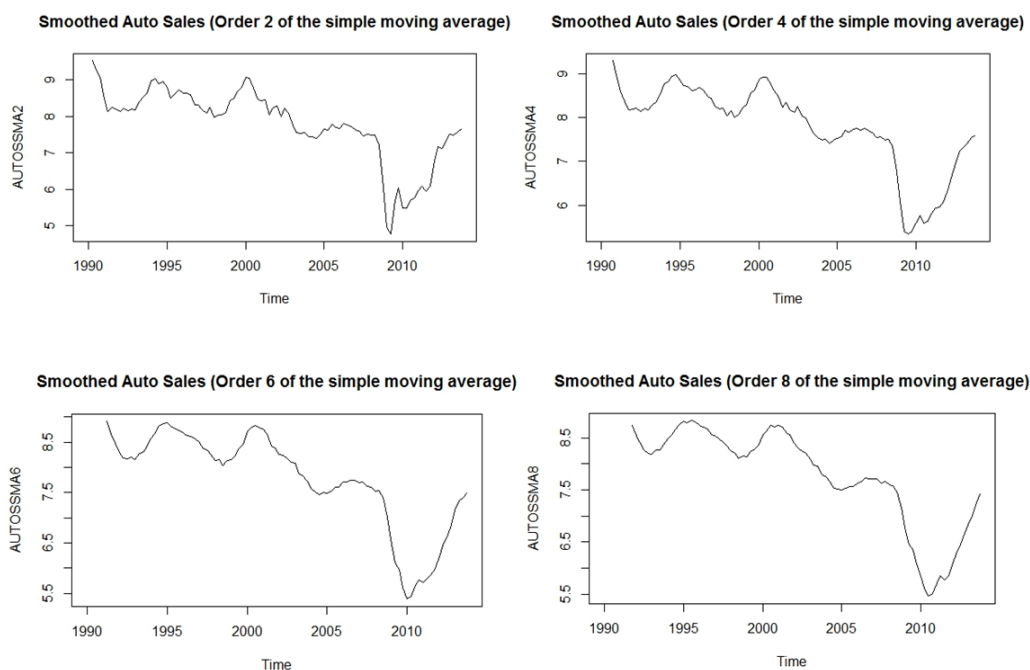 Smoothed Auto Sales (Order 2 of the simple moving average)
AUTOSSMA2
9
8
7
6
5
1990 1995 2000 2005 2010
Time
Smoothed Auto Sales (Order 4 of the simple moving average)
AUTOSSMA4
9
8
7
6
1990 1995 2000 2005 2010
Time
Smoothed Auto Sales (Order 6 of the simple moving average)
AUTOSSMA6
8.5
7.5
6.5
5.5
1990 1995 2000 2005 2010
Time
Smoothed Auto Sales (Order 8 of the simple moving average)
AUTOSSMA8
8.5
7.5
6.5
5.5
1990 1995 2000 2005 2010
Time